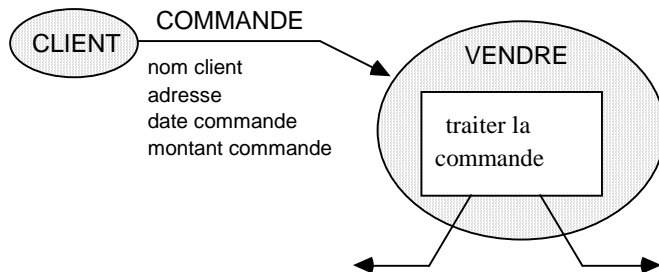 COMMANDE
CLIENT
nom client
adresse
date commande
montant commande
VENDRE
traiter la
commande